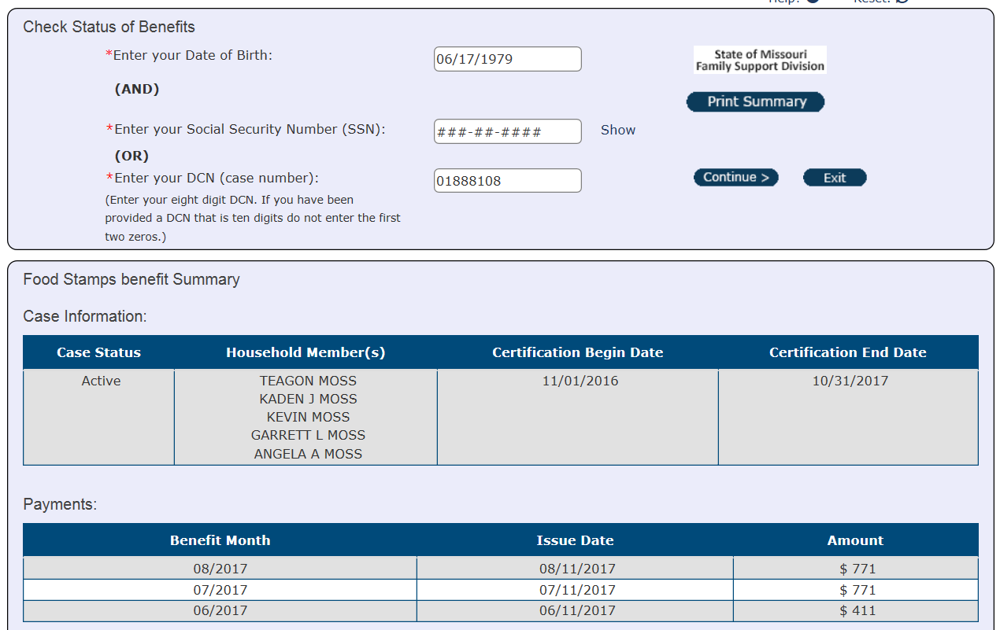 Help? Reset?
Check Status of Benefits
*Enter your Date of Birth: 06/17/1979
State of Missouri
Family Support Division
(AND)
Print Summary
*Enter your Social Security Number (SSN): ###-##-#### Show
(OR)
*Enter your DCN (case number): 01888108 Continue > Exit
(Enter your eight digit DCN. If you have been
provided a DCN that is ten digits do not enter the first
two zeros.)
Food Stamps benefit Summary
Case Information:
Case Status Household Member(s) Certification Begin Date Certification End Date
Active TEAGON MOSS 11/01/2016 10/31/2017
KADEN J MOSS
KEVIN MOSS
GARRETT L MOSS
ANGELA A MOSS
Payments:
Benefit Month Issue Date Amount
08/2017 08/11/2017 $ 771
07/2017 07/11/2017 $ 771
06/2017 06/11/2017 $ 411